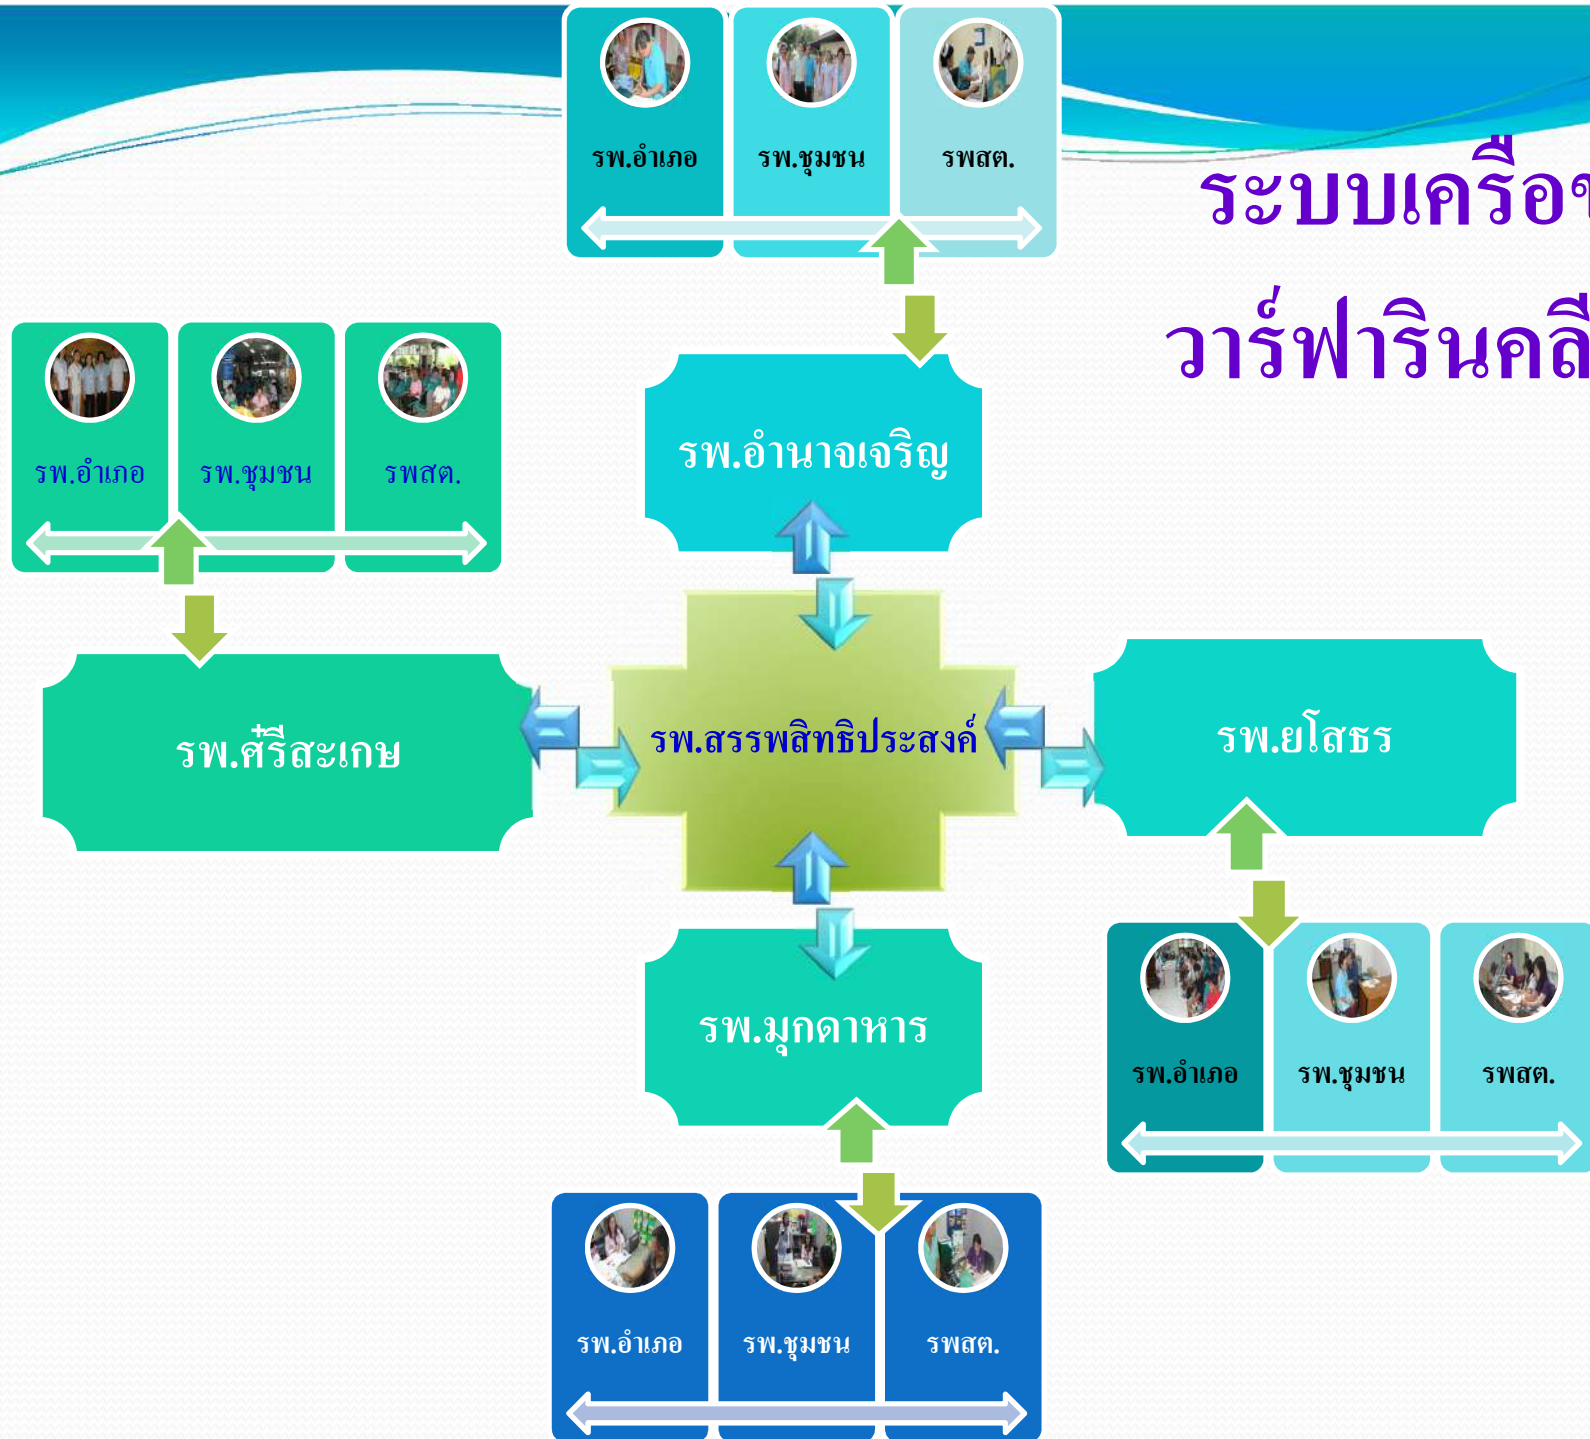 รพ.อำเภอ รพ.ชุมชน รพสต.
ระบบเครือ
วาร์ฟารินคลี
รพ.อำเภอ รพ.ชุมชน รพสต.
รพ.อำนาจเจริญ
รพ.ศรีสะเกษ
รพ.สรรพสิทธิประสงค์
รพ.ยโสธร
รพ.มุกดาหาร
รพ.อำเภอ รพ.ชุมชน รพสต.
รพ.อำเภอ รพ.ชุมชน รพสต.